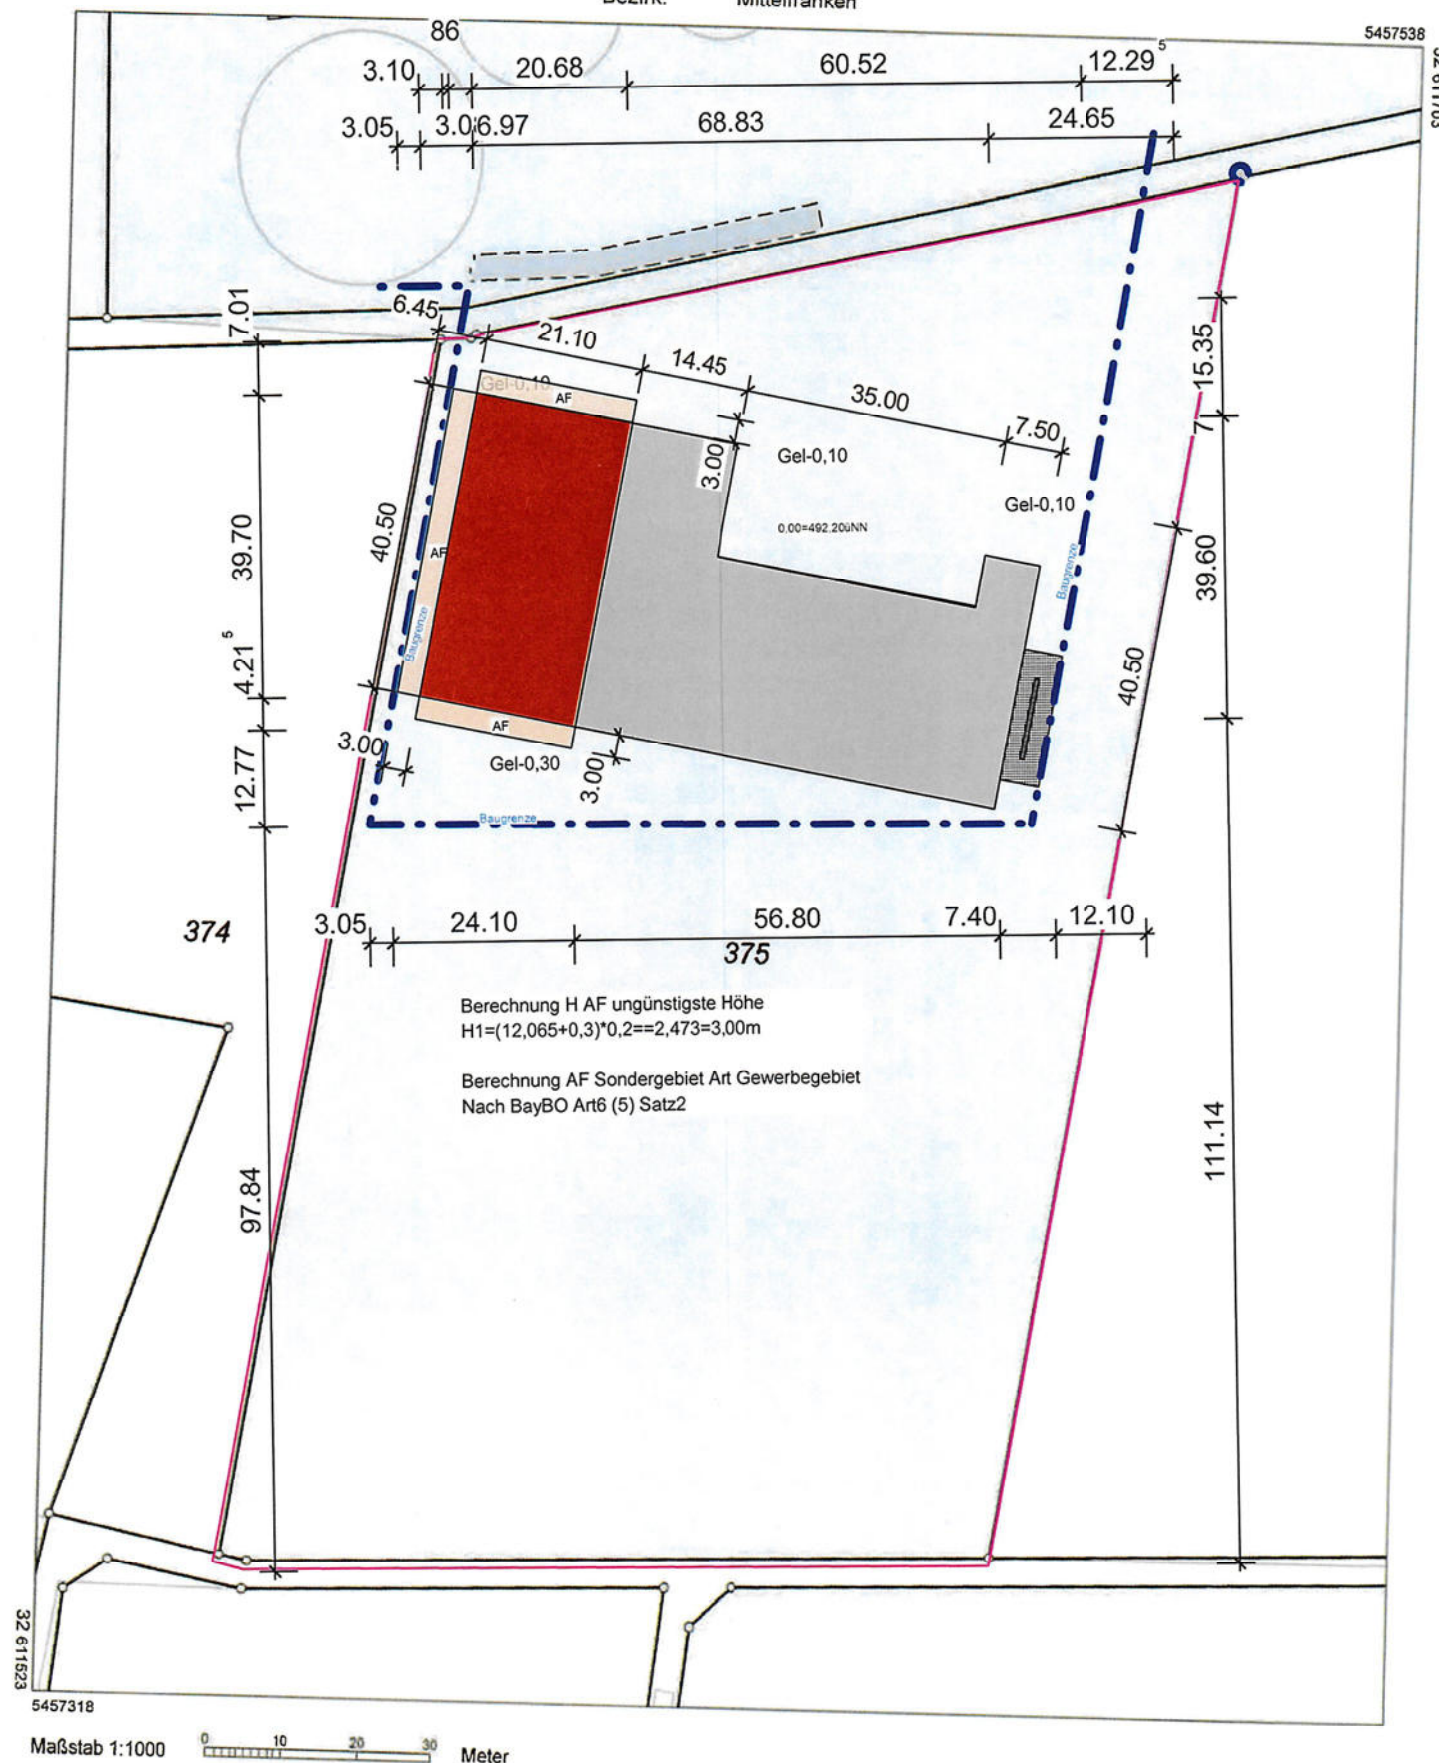 Bezirk: Mittelfranken
5457538
32 611763
86
3.10 20.68 60.52 12.29⁵
3.05 3.0 6.97 68.83 24.65
7.01
6.45
21.10
14.45
35.00
7.50
15.35
7
Gel-0,10
AF
3.00
Gel-0,10
Gel-0,10
0.00=492.20üNN
39.70
40.50
AF
Baugrenze
Baugrenze
39.60
4.21⁵
40.50
12.77
3.00
AF
Gel-0,30
3.00
Baugrenze
374
3.05 24.10 56.80 7.40 12.10
375
Berechnung H AF ungünstigste Höhe
H1=(12,065+0,3)*0,2==2,473=3,00m
Berechnung AF Sondergebiet Art Gewerbegebiet
Nach BayBO Art6 (5) Satz2
97.84
111.14
32 611523
5457318
Maßstab 1:1000 0 10 20 30 Meter